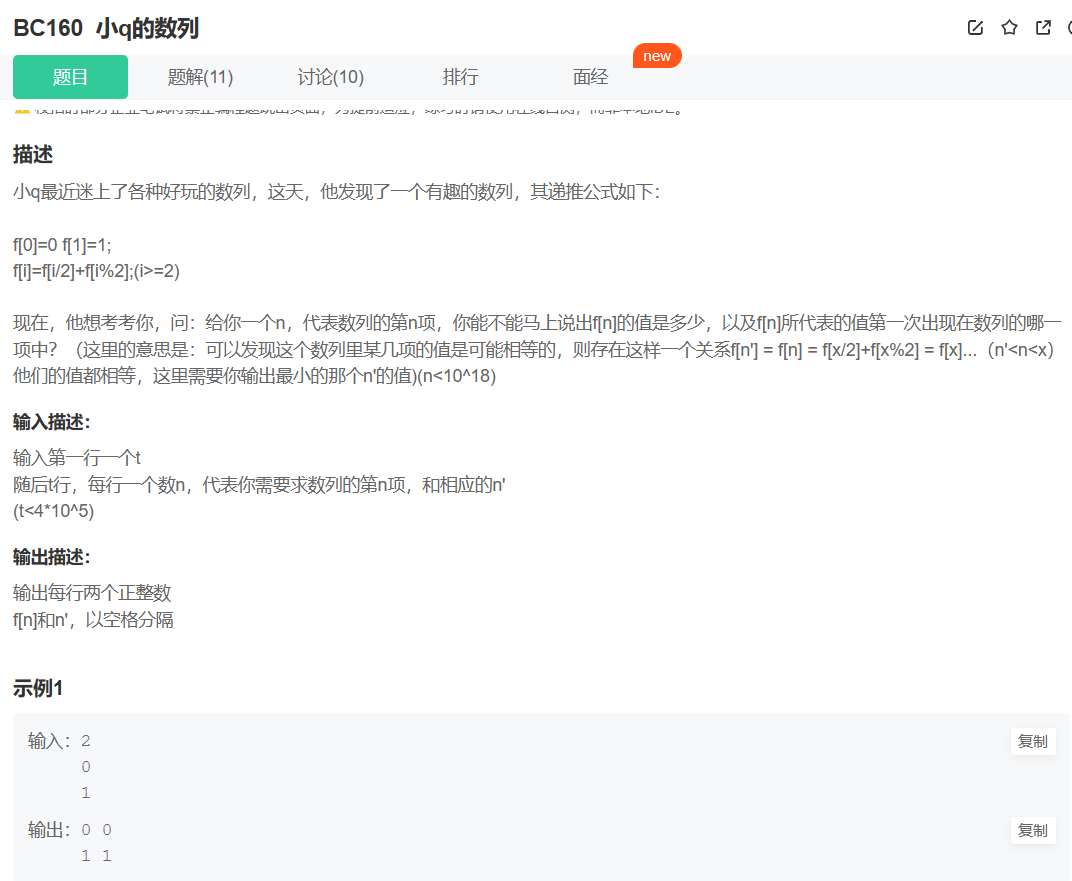 BC160 小q的数列
题目
题解(11)
讨论(10)
排行
面经
new
描述
小q最近迷上了各种好玩的数列，这天，他发现了一个有趣的数列，其递推公式如下：
f[0]=0 f[1]=1;
f[i]=f[i/2]+f[i%2];(i>=2)
现在，他想考考你，问：给你一个n，代表数列的第n项，你能不能马上说出f[n]的值是多少，以及f[n]所代表的值第一次出现在数列的哪一
项中？（这里的意思是：可以发现这个数列里某几项的值是可能相等的，则存在这样一个关系f[n'] = f[n] = f[x/2]+f[x%2] = f[x]...（n'<n<x）
他们的值都相等，这里需要你输出最小的那个n'的值)(n<10^18)
输入描述：
输入第一行一个t
随后t行，每行一个数n，代表你需要求数列的第n项，和相应的n'
(t<4*10^5)
输出描述：
输出每行两个正整数
f[n]和n'，以空格分隔
示例1
输入：2
0
1
复制
输出：0 0
1 1
复制